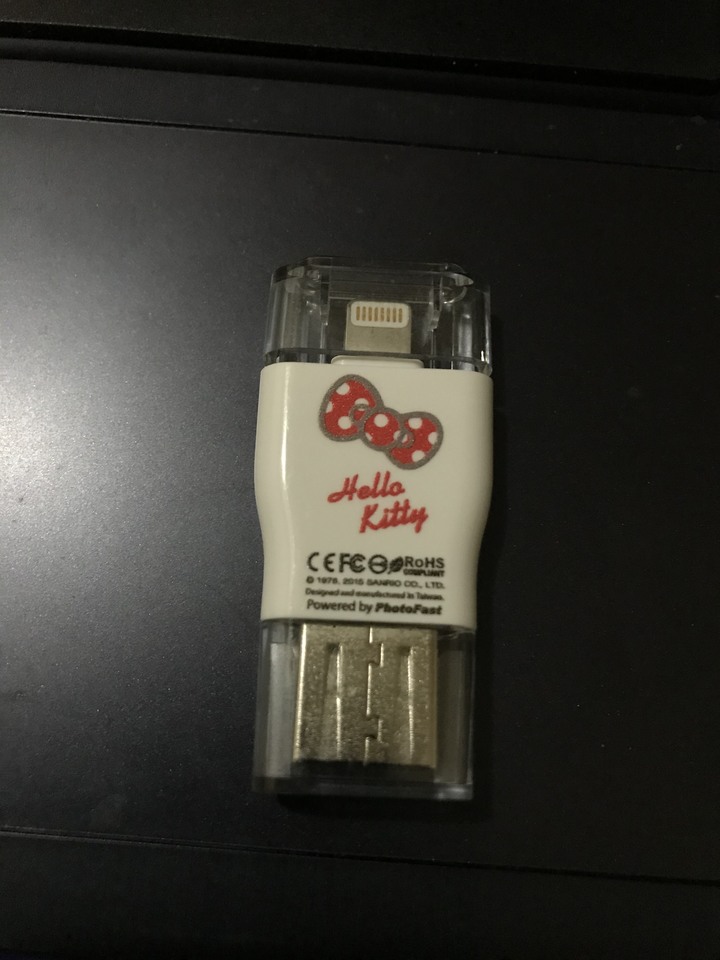 Hello
Kitty
CE FC RoHS
COMPLIANT
© 1976, 2015 SANRIO CO., LTD.
Designed and manufactured in Taiwan.
Powered by PhotoFast